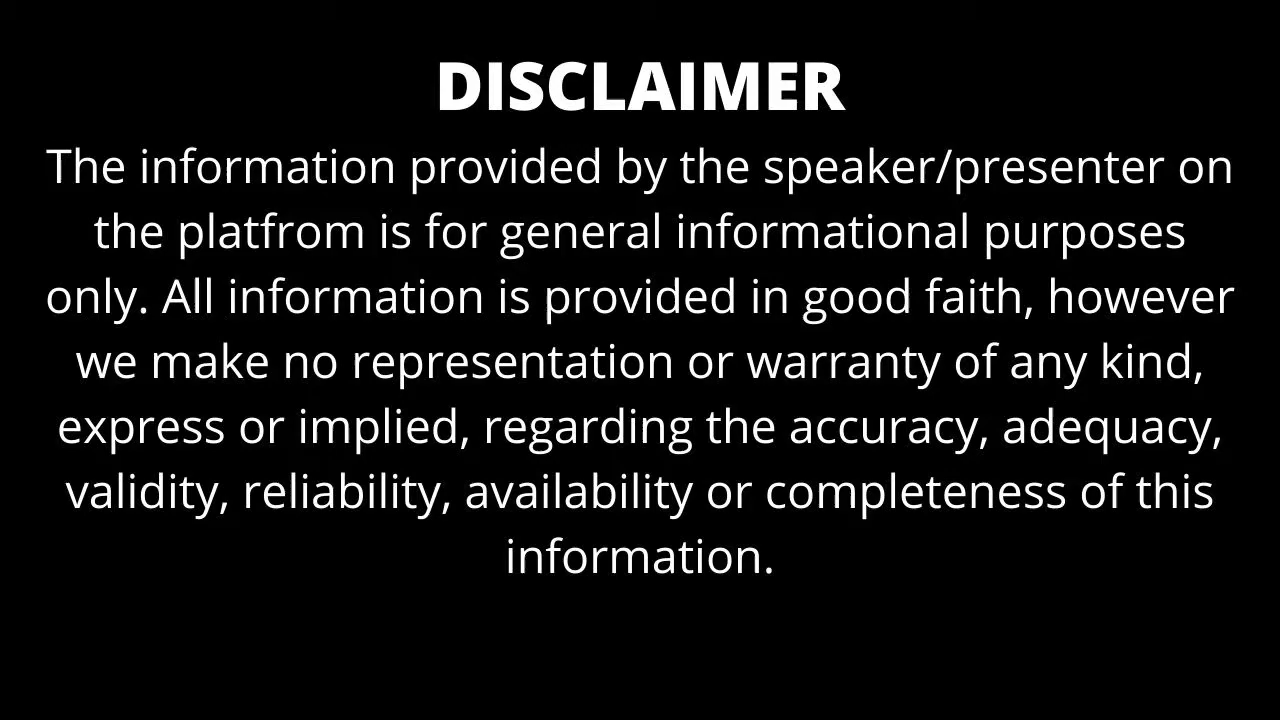 DISCLAIMER
The information provided by the speaker/presenter on
the platfrom is for general informational purposes
only. All information is provided in good faith, however
we make no representation or warranty of any kind,
express or implied, regarding the accuracy, adequacy,
validity, reliability, availability or completeness of this
information.